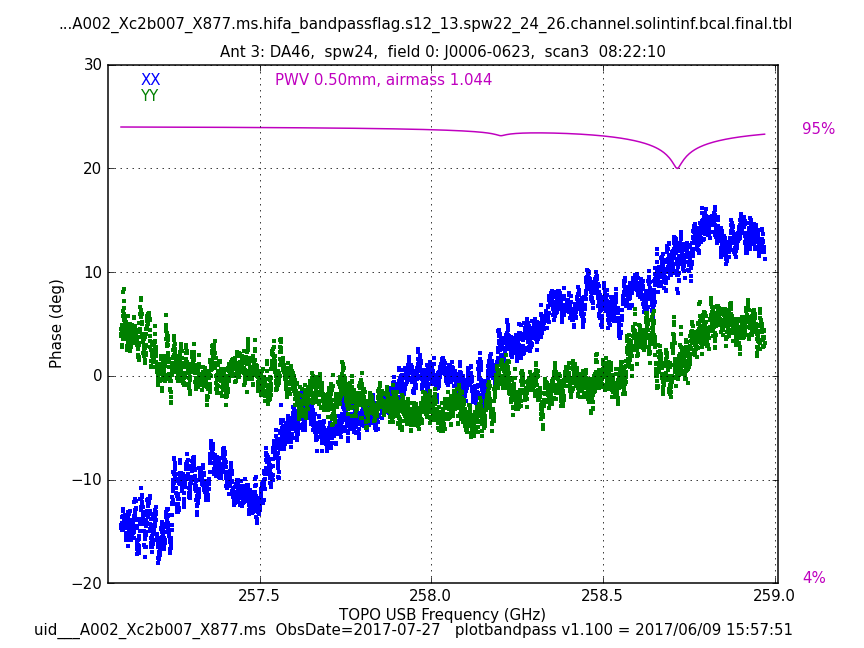 ...A002_Xc2b007_X877.ms.hifa_bandpassflag.s12_13.spw22_24_26.channel.solintinf.bcal.final.tbl
Ant 3: DA46,  spw24,  field 0: J0006-0623,  scan3  08:22:10
30
XX
PWV 0.50mm, airmass 1.044
YY
95%
20
10
Phase (deg)
0
−10
−20
4%
257.5
258.0
258.5
259.0
TOPO USB Frequency (GHz)
uid___A002_Xc2b007_X877.ms  ObsDate=2017-07-27   plotbandpass v1.100 = 2017/06/09 15:57:51